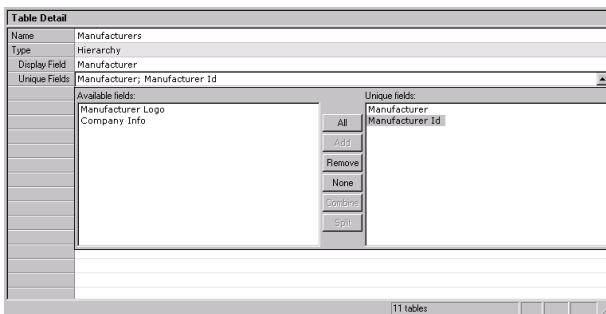 Table Detail
Name Manufacturers
Type Hierarchy
Display Field Manufacturer
Unique Fields Manufacturer; Manufacturer Id
Available fields: Unique fields:
Manufacturer Logo Manufacturer
Company Info All Manufacturer Id
Add
Remove
None
Combine
Split
11 tables